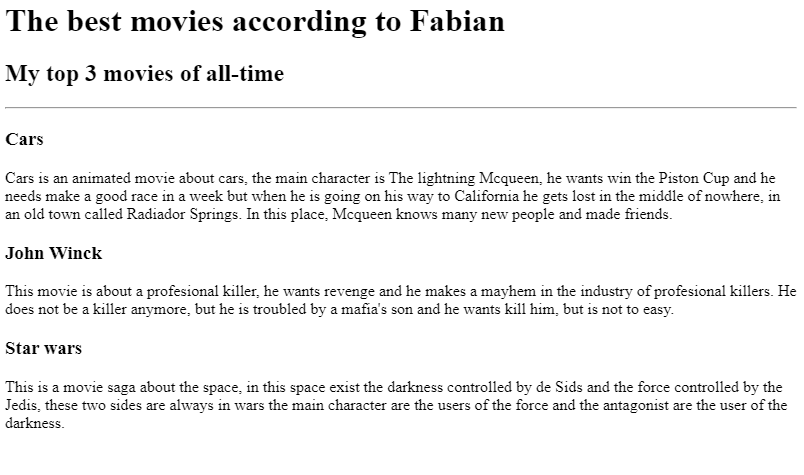 The best movies according to Fabian
My top 3 movies of all-time
Cars
Cars is an animated movie about cars, the main character is The lightning Mcqueen, he wants win the Piston Cup and he
needs make a good race in a week but when he is going on his way to California he gets lost in the middle of nowhere, in
an old town called Radiador Springs. In this place, Mcqueen knows many new people and made friends.
John Winck
This movie is about a profesional killer, he wants revenge and he makes a mayhem in the industry of profesional killers. He
does not be a killer anymore, but he is troubled by a mafia's son and he wants kill him, but is not to easy.
Star wars
This is a movie saga about the space, in this space exist the darkness controlled by de Sids and the force controlled by the
Jedis, these two sides are always in wars the main character are the users of the force and the antagonist are the user of the
darkness.